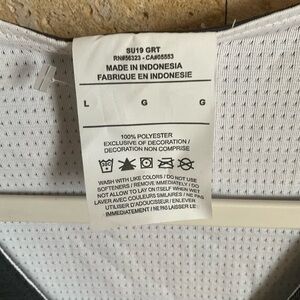 SU19 GRT
RN#56323 - CA#05553
MADE IN INDONESIA
FABRIQUE EN INDONESIE
L G G
100% POLYESTER
EXCLUSIVE OF DECORATION /
DECORATION NON COMPRISE
WASH WITH LIKE COLORS / DO NOT USE
SOFTENERS / REMOVE IMMEDIATELY / DO
NOT ALLOW TO LAY ON ITSELF WHEN WET
LAVER AVEC COULEURS SIMILAIRES / NE PAS
UTILISER D'ADOUCISSEUR / ENLEVER
IMMEDIATEMENT / NE PAS LAISSER LE